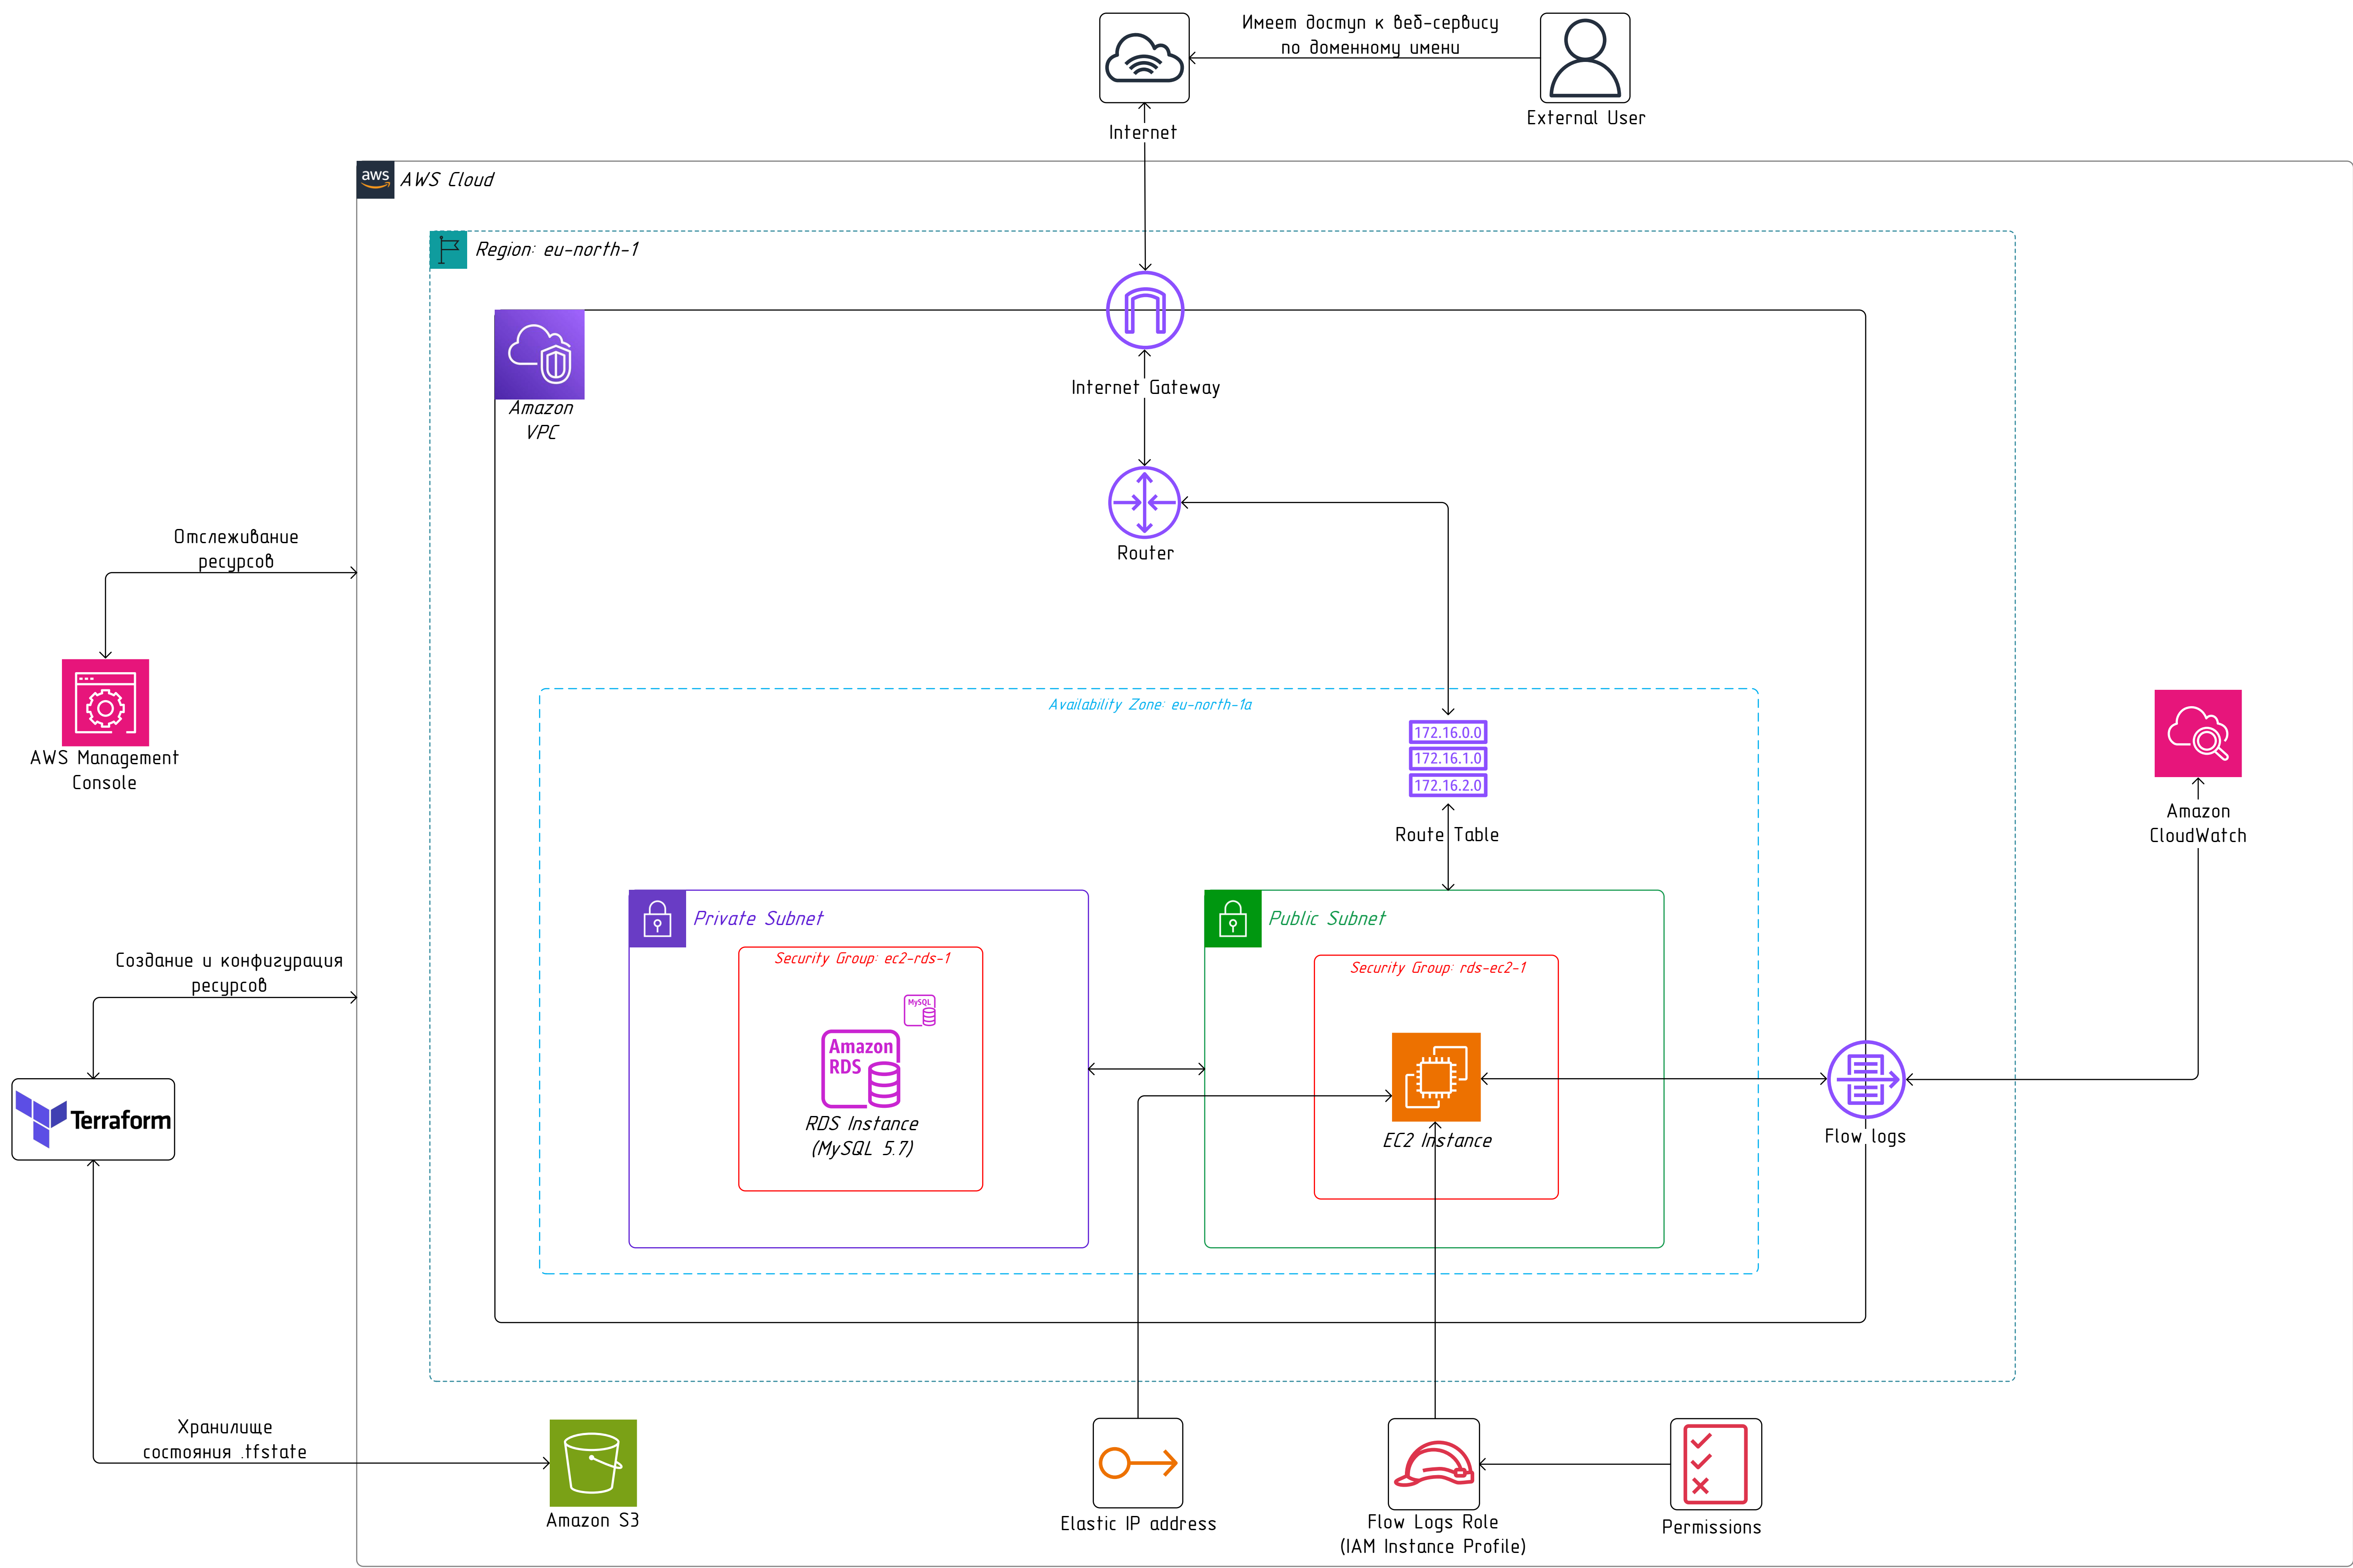 Имеет доступ к веб-сервису
по доменному имени
External User
Internet
aws
AWS Cloud
Region: eu-north-1
Amazon
VPC
Internet Gateway
Router
Отслеживание
ресурсов
AWS Management
Console
Availability Zone: eu-north-1a
172.16.0.0
172.16.1.0
172.16.2.0
Route Table
Amazon
CloudWatch
Private Subnet
Security Group: ec2-rds-1
MySQL
Amazon
RDS
RDS Instance
(MySQL 5.7)
Public Subnet
Security Group: rds-ec2-1
EC2 Instance
Flow logs
Создание и конфигурация
ресурсов
Terraform
Хранилище
состояния .tfstate
Amazon S3
Elastic IP address
Flow Logs Role
(IAM Instance Profile)
Permissions